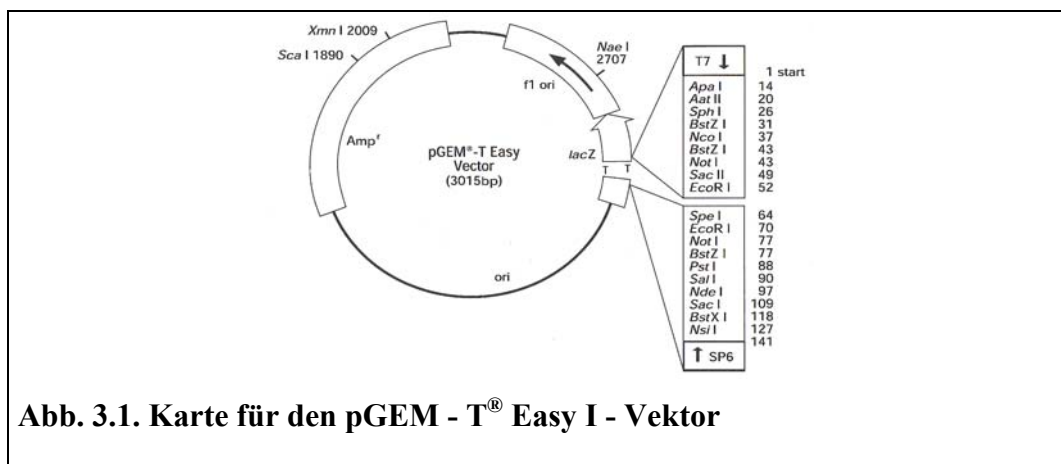 Xmn I 2009
Sca I 1890
Nae I
2707
f1 ori
Ampʳ
pGEM®-T Easy
Vector
(3015bp)
lacZ
T T
ori
T7 ↓
1 start
Apa I 14
Aat II 20
Sph I 26
BstZ I 31
Nco I 37
BstZ I 43
Not I 43
Sac II 49
EcoR I 52
Spe I 64
EcoR I 70
Not I 77
BstZ I 77
Pst I 88
Sal I 90
Nde I 97
Sac I 109
BstX I 118
Nsi I 127
141
↑ SP6
Abb. 3.1. Karte für den pGEM - T® Easy I - Vektor